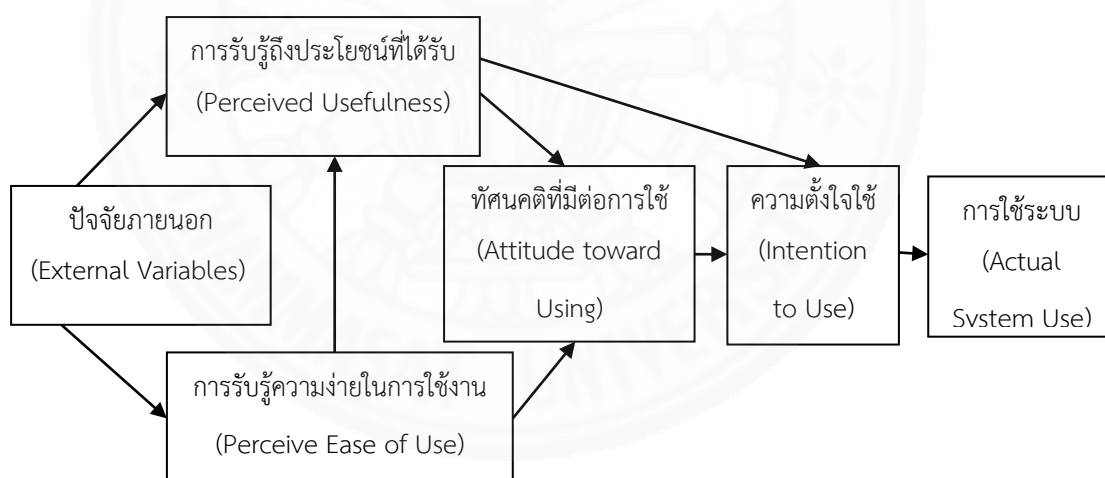 การรับรู้ถึงประโยชน์ที่ได้รับ
(Perceived Usefulness)
ปัจจัยภายนอก
(External Variables)
ทัศนคติที่มีต่อการใช้
(Attitude toward
Using)
ความตั้งใจใช้
(Intention
to Use)
การใช้ระบบ
(Actual
System Use)
การรับรู้ความง่ายในการใช้งาน
(Perceive Ease of Use)